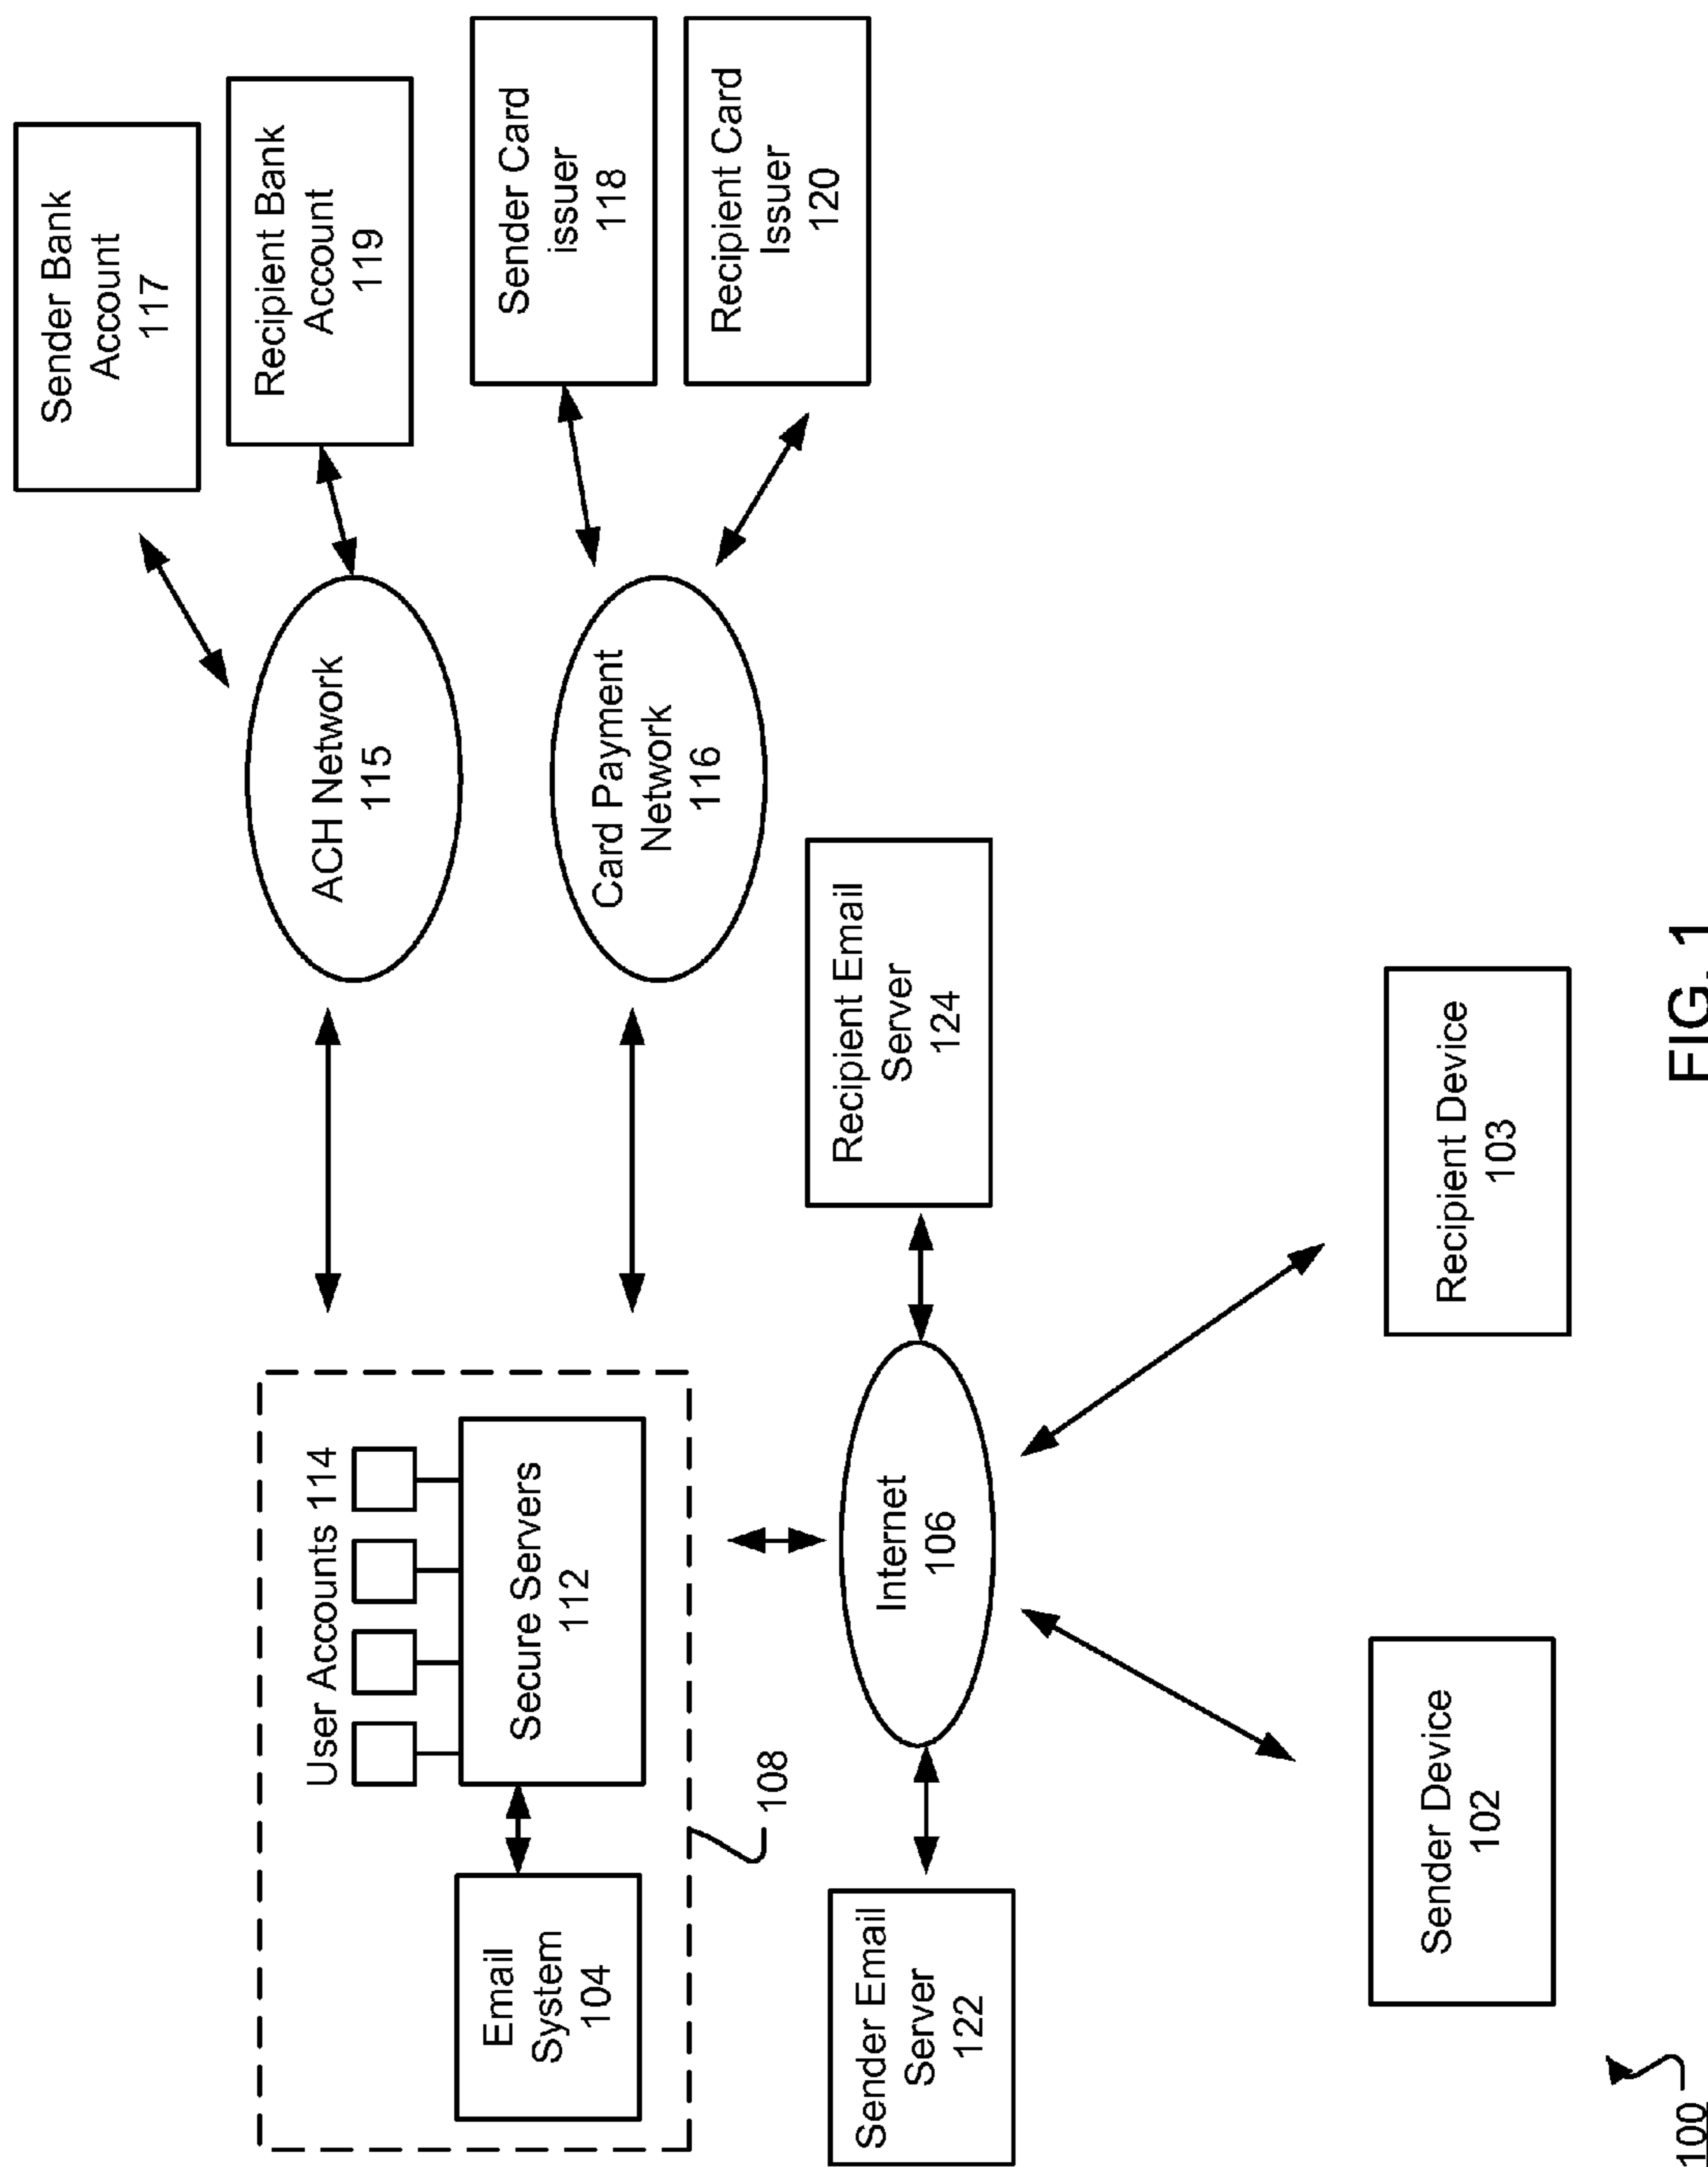 Sender Bank
Account
117
Recipient Bank
Account
119
Sender Card
issuer
118
Recipient Card
Issuer
120
ACH Network
115
Card Payment
Network
116
User Accounts 114
Secure Servers
112
Email
System
104
108
Internet
106
Recipient Email
Server
124
Sender Email
Server
122
Sender Device
102
Recipient Device
103
100
FIG. 1